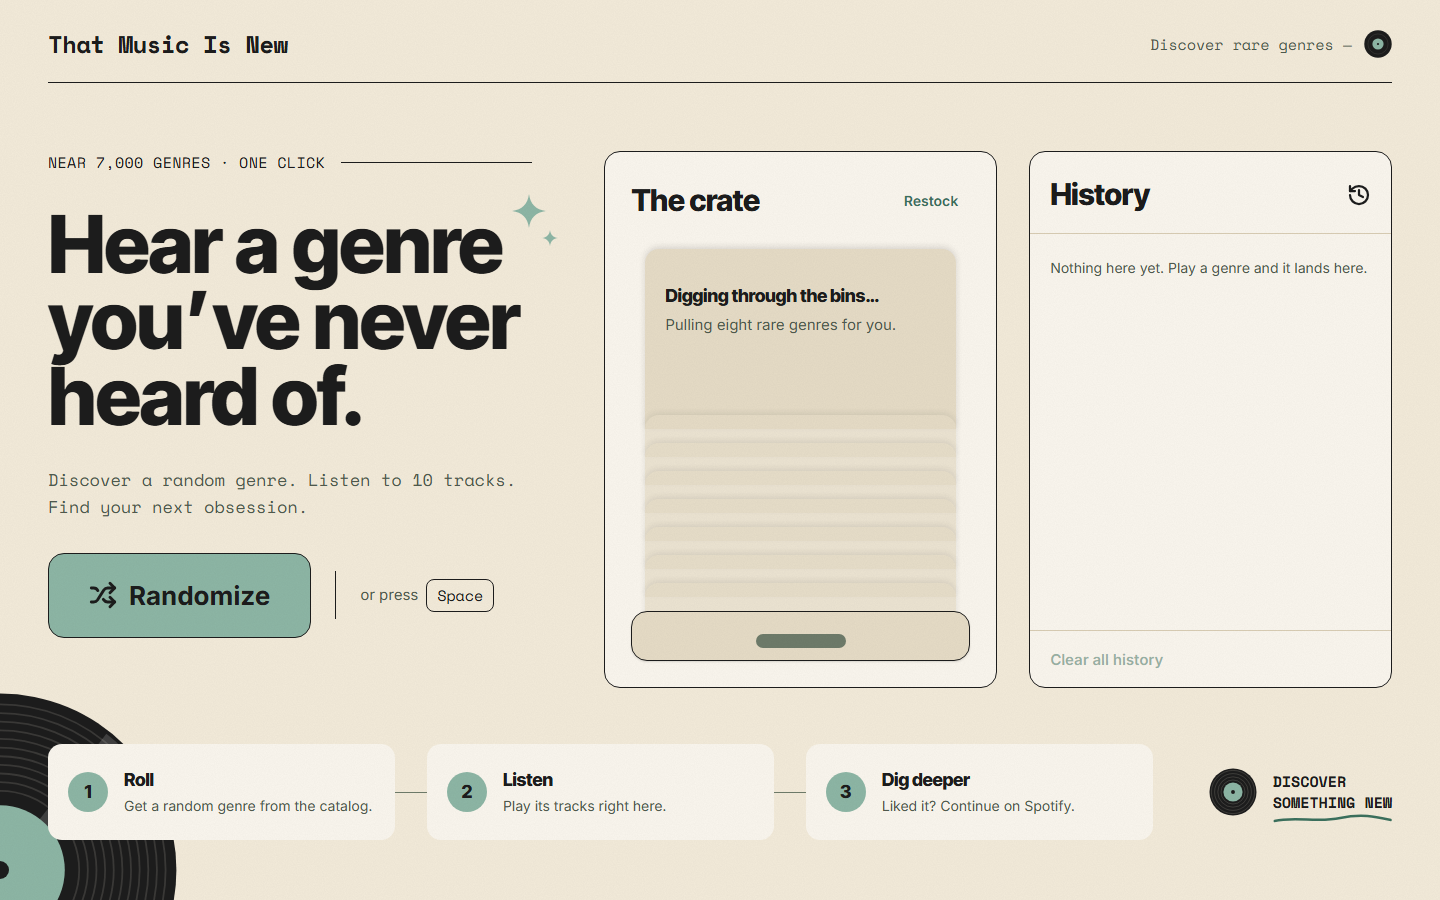 That Music Is New
Discover rare genres —
NEAR 7,000 GENRES · ONE CLICK
Hear a genre
you’ve never
heard of.
Discover a random genre. Listen to 10 tracks.
Find your next obsession.
Randomize
or press Space
The crate
Restock
Digging through the bins...
Pulling eight rare genres for you.
History
Nothing here yet. Play a genre and it lands here.
Clear all history
1
Roll
Get a random genre from the catalog.
2
Listen
Play its tracks right here.
3
Dig deeper
Liked it? Continue on Spotify.
DISCOVER
SOMETHING NEW